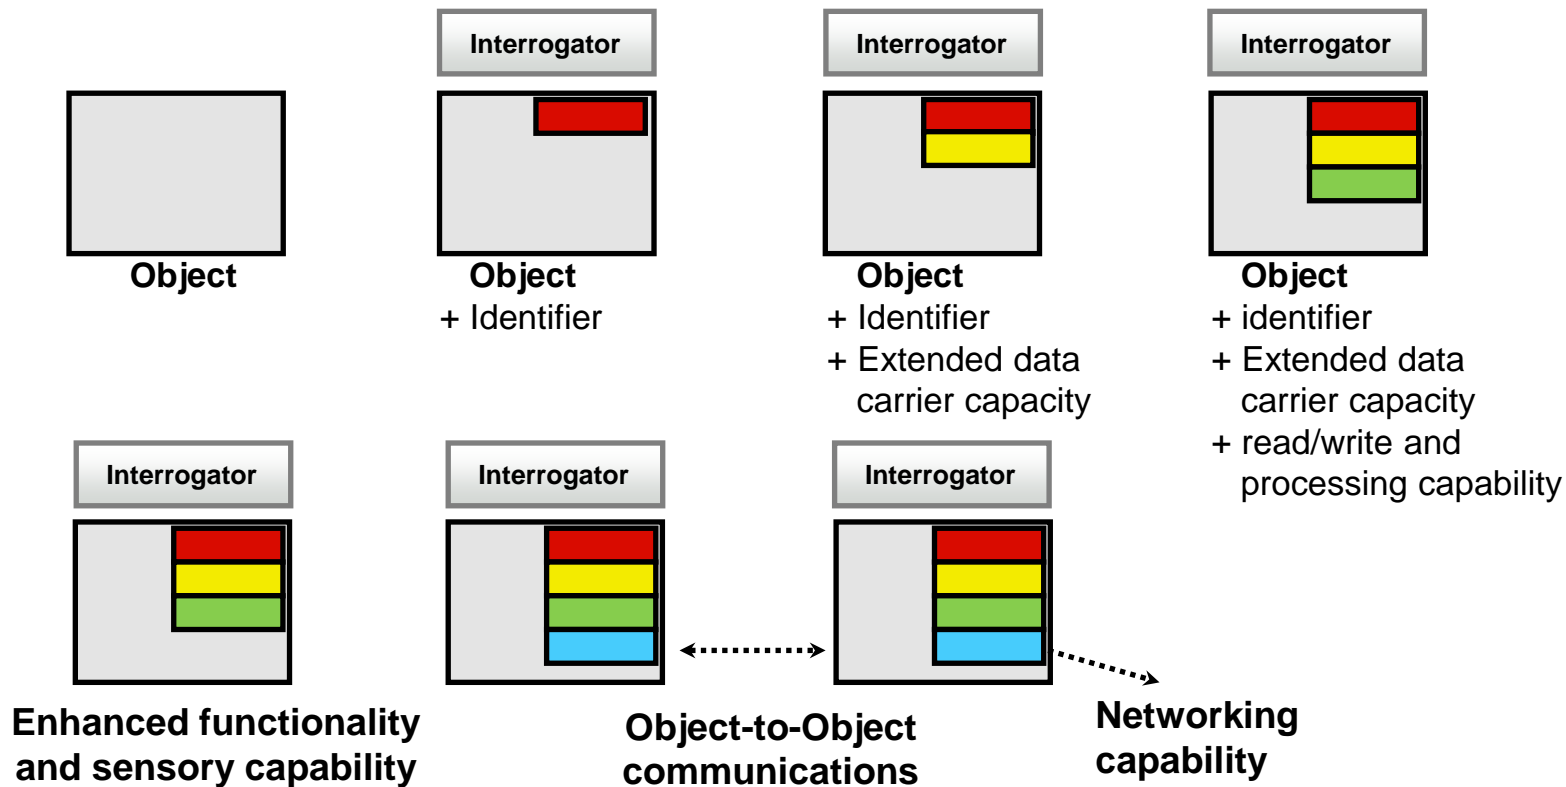 Interrogator
Interrogator
Interrogator
Object
Object
+ Identifier
Object
+ Identifier
+ Extended data
carrier capacity
Object
+ identifier
+ Extended data
carrier capacity
+ read/write and
processing capability
Interrogator
Interrogator
Interrogator
Enhanced functionality
and sensory capability
Object-to-Object
communications
Networking
capability